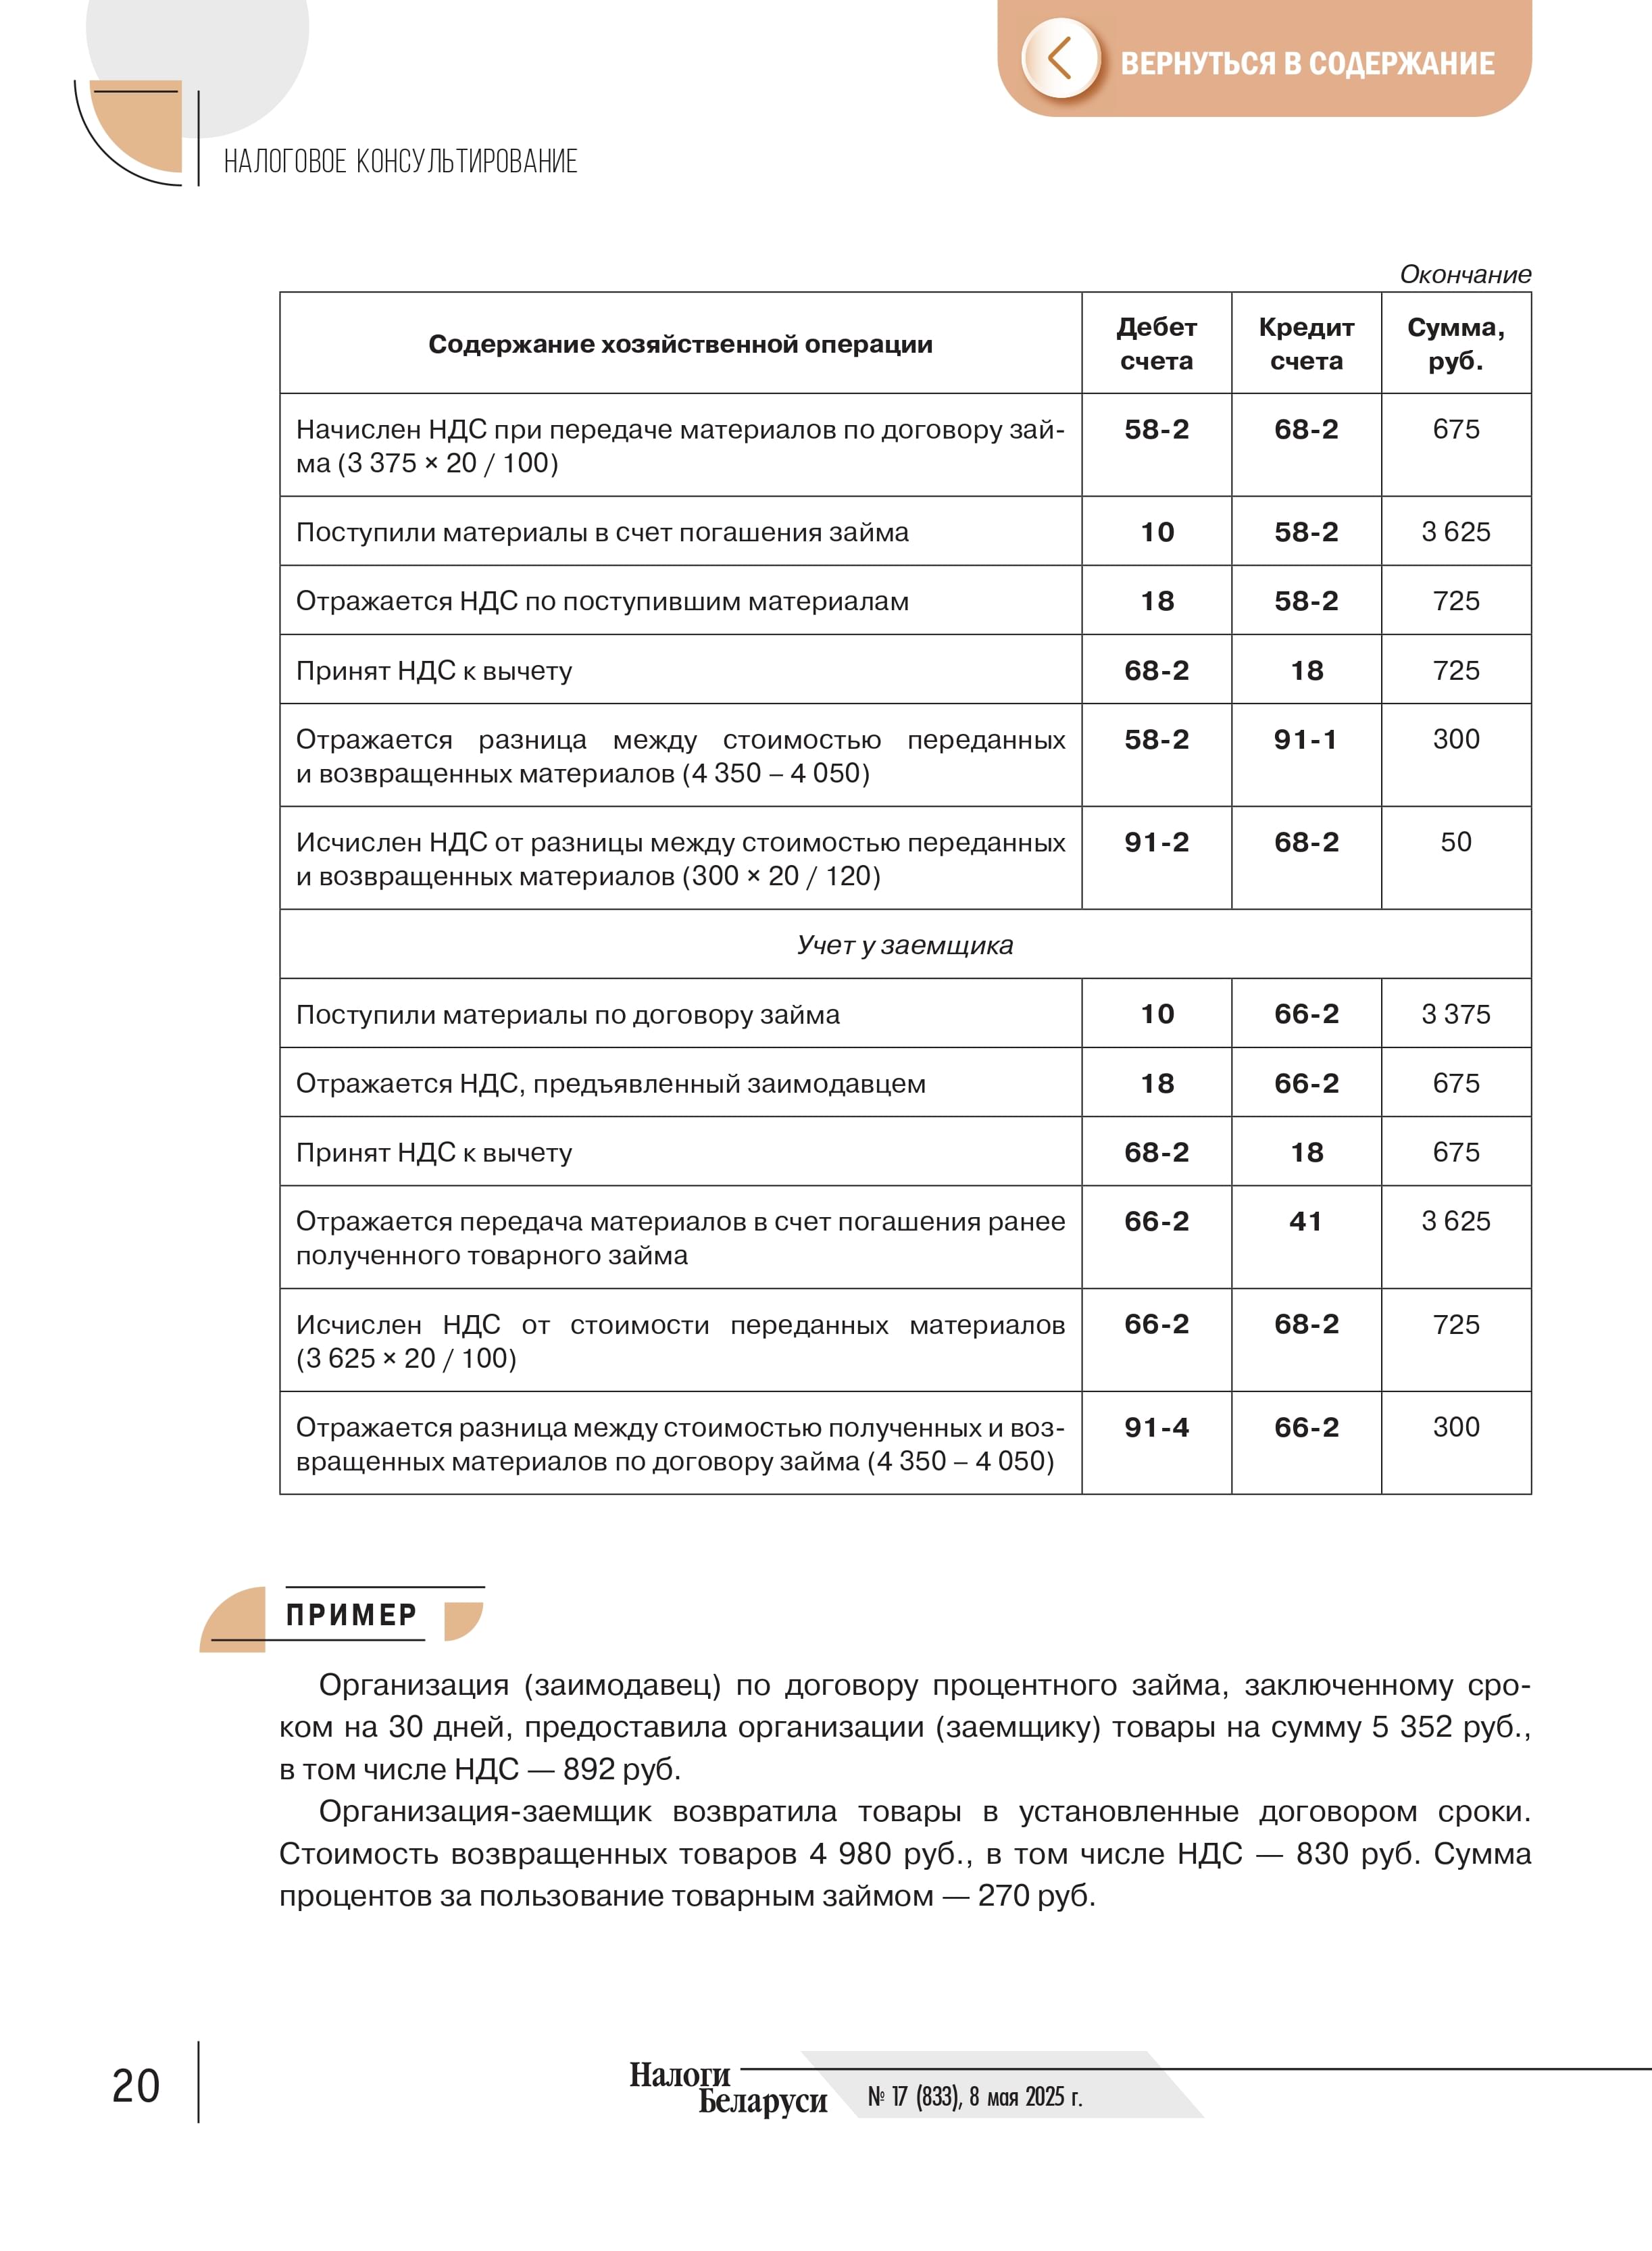 ВЕРНУТЬСЯ В СОДЕРЖАНИЕ
НАЛОГОВОЕ КОНСУЛЬТИРОВАНИЕ
Окончание
Содержание хозяйственной операции
Дебет
счета
Кредит
счета
Сумма,
руб.
Начислен НДС при передаче материалов по договору зай-
ма (3 375 × 20 / 100)
58-2
68-2
675
Поступили материалы в счет погашения займа
10
58-2
3 625
Отражается НДС по поступившим материалам
18
58-2
725
Принят НДС к вычету
68-2
18
725
Отражается разница между стоимостью переданных
и возвращенных материалов (4 350 – 4 050)
58-2
91-1
300
Исчислен НДС от разницы между стоимостью переданных
и возвращенных материалов (300 × 20 / 120)
91-2
68-2
50
Учет у заемщика
Поступили материалы по договору займа
10
66-2
3 375
Отражается НДС, предъявленный заимодавцем
18
66-2
675
Принят НДС к вычету
68-2
18
675
Отражается передача материалов в счет погашения ранее
полученного товарного займа
66-2
41
3 625
Исчислен НДС от стоимости переданных материалов
(3 625 × 20 / 100)
66-2
68-2
725
Отражается разница между стоимостью полученных и воз-
вращенных материалов по договору займа (4 350 – 4 050)
91-4
66-2
300
ПРИМЕР
Организация (заимодавец) по договору процентного займа, заключенному сро-
ком на 30 дней, предоставила организации (заемщику) товары на сумму 5 352 руб.,
в том числе НДС — 892 руб.
Организация-заемщик возвратила товары в установленные договором сроки.
Стоимость возвращенных товаров 4 980 руб., в том числе НДС — 830 руб. Сумма
процентов за пользование товарным займом — 270 руб.
20
Налоги
Беларуси
№ 17 (833), 8 мая 2025 г.